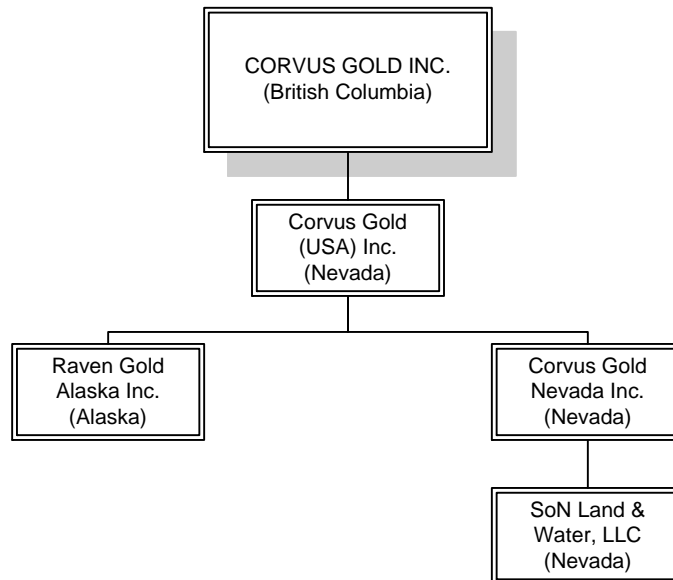 CORVUS GOLD INC.
(British Columbia)
Corvus Gold
(USA) Inc.
(Nevada)
Raven Gold
Alaska Inc.
(Alaska)
Corvus Gold
Nevada Inc.
(Nevada)
SoN Land &
Water, LLC
(Nevada)